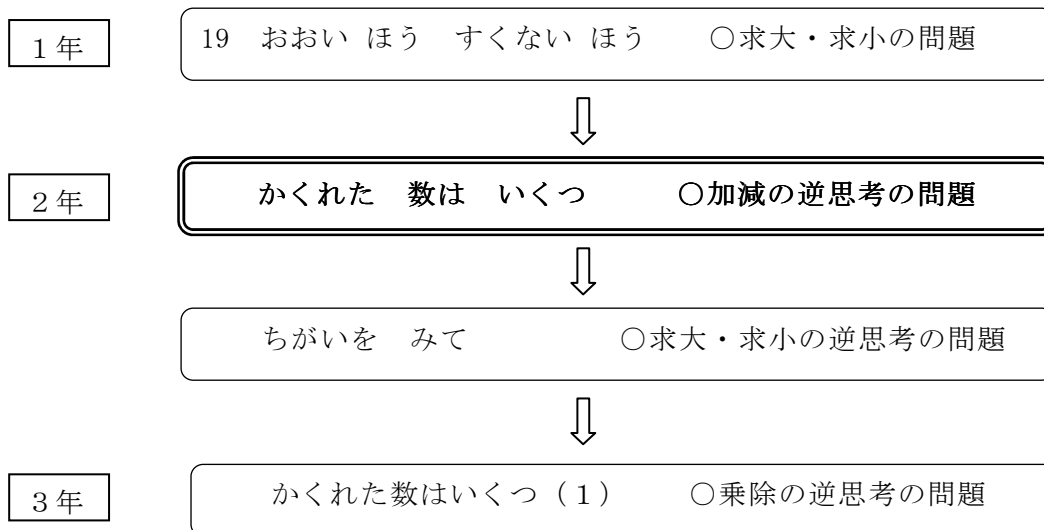 1年
19 おおい ほう すくない ほう ○求大・求小の問題
2年
かくれた 数は いくつ ○加減の逆思考の問題
ちがいを みて ○求大・求小の逆思考の問題
3年
かくれた数はいくつ(1) ○乗除の逆思考の問題